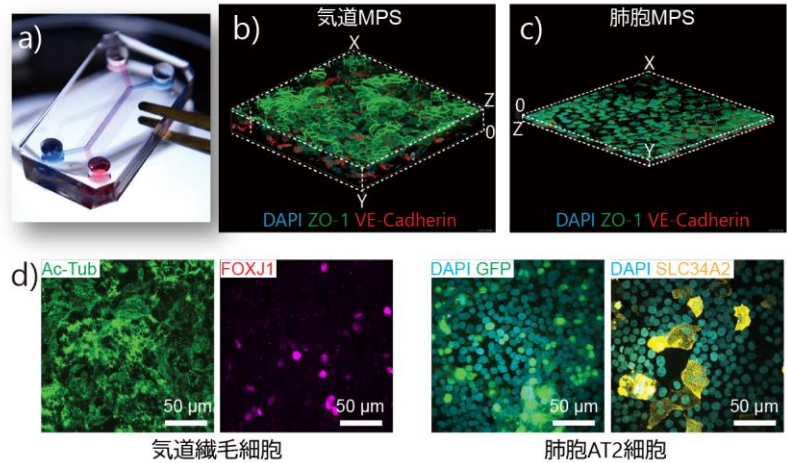 a)
b)
気道MPS
X
Z
0
Y
DAPI ZO-1 VE-Cadherin
c)
肺胞MPS
X
0
Z
Y
DAPI ZO-1 VE-Cadherin
d)
Ac-Tub
FOXJ1
DAPI GFP
DAPI SLC34A2
50 µm
50 µm
50 µm
50 µm
気道繊毛細胞
肺胞AT2細胞